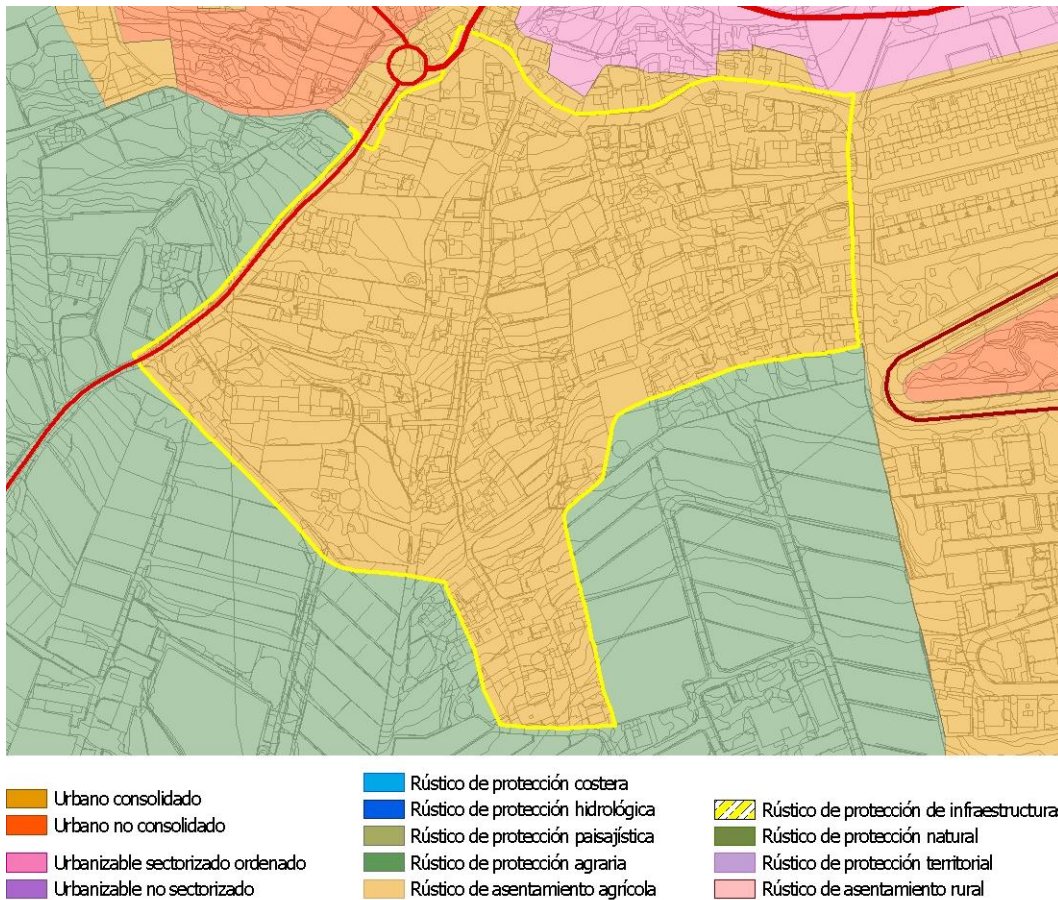 Urbano consolidado
Urbano no consolidado
Urbanizable sectorizado ordenado
Urbanizable no sectorizado
Rústico de protección costera
Rústico de protección hidrológica
Rústico de protección paisajística
Rústico de protección agraria
Rústico de asentamiento agrícola
Rústico de protección de infraestructura
Rústico de protección natural
Rústico de protección territorial
Rústico de asentamiento rural